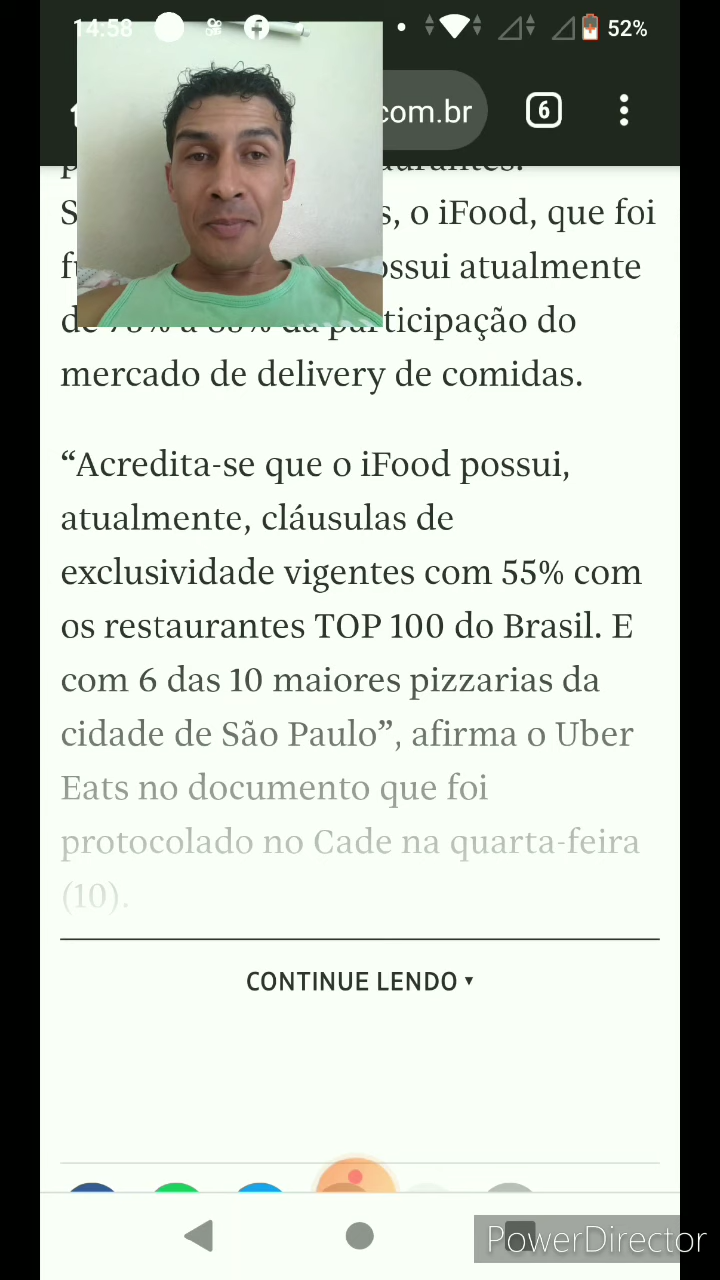 14:58
52%
com.br
6
s, o iFood, que foi
ossui atualmente
participação do
mercado de delivery de comidas.
“Acredita-se que o iFood possui,
atualmente, cláusulas de
exclusividade vigentes com 55% com
os restaurantes TOP 100 do Brasil. E
com 6 das 10 maiores pizzarias da
cidade de São Paulo”, afirma o Uber
Eats no documento que foi
protocolado no Cade na quarta-feira
(10).
CONTINUE LENDO ▾
PowerDirector